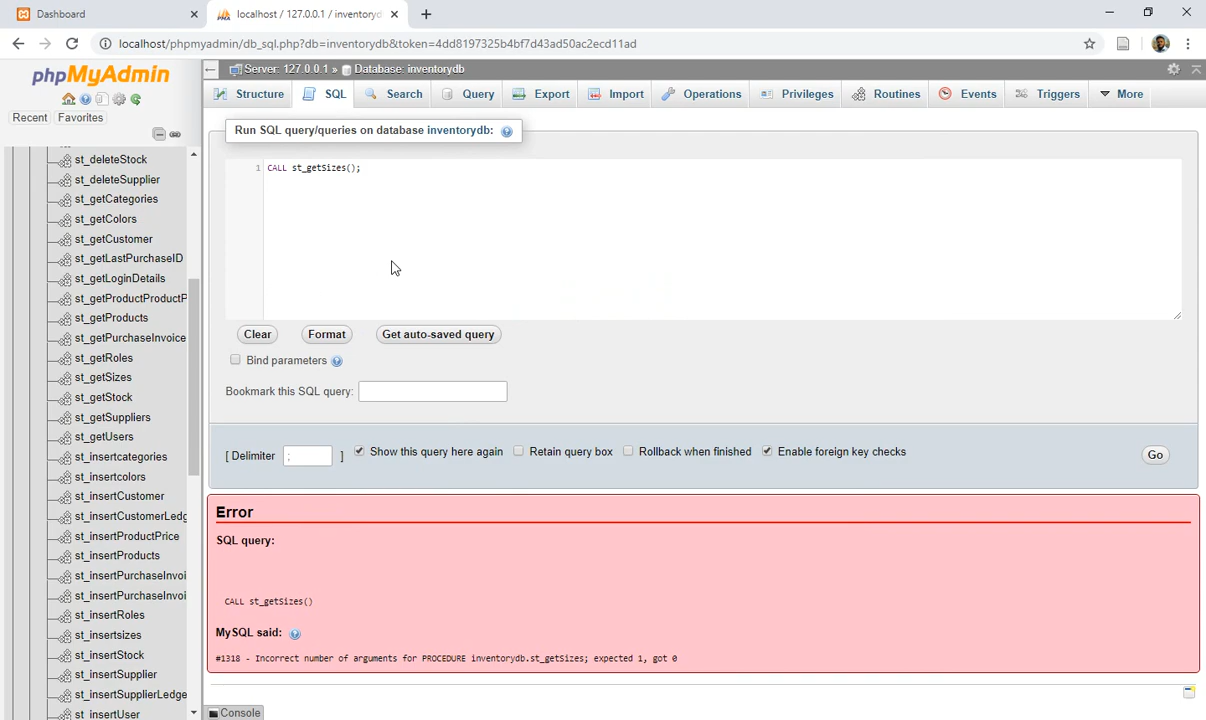 Dashboard
localhost / 127.0.0.1 / inventoryd
localhost/phpmyadmin/db_sql.php?db=inventorydb&token=4dd8197325b4bf7d43ad50ac2ecd11ad
phpMyAdmin
Recent Favorites
st_deleteStock
st_deleteSupplier
st_getCategories
st_getColors
st_getCustomer
st_getLastPurchaseID
st_getLoginDetails
st_getProductProductP
st_getProducts
st_getPurchaseInvoice
st_getRoles
st_getSizes
st_getStock
st_getSuppliers
st_getUsers
st_insertcategories
st_insertcolors
st_insertCustomer
st_insertCustomerLedg
st_insertProductPrice
st_insertProducts
st_insertPurchaseInvoi
st_insertPurchaseInvoi
st_insertRoles
st_insertsizes
st_insertStock
st_insertSupplier
st_insertSupplierLedge
st_insertUser
Server: 127.0.0.1 » Database: inventorydb
Structure SQL Search Query Export Import Operations Privileges Routines Events Triggers More
Run SQL query/queries on database inventorydb:
1 CALL st_getSizes();
Clear Format Get auto-saved query
Bind parameters
Bookmark this SQL query:
[ Delimiter ; ] Show this query here again Retain query box Rollback when finished Enable foreign key checks Go
Error
SQL query:
CALL st_getSizes()
MySQL said:
#1318 - Incorrect number of arguments for PROCEDURE inventorydb.st_getSizes; expected 1, got 0
Console